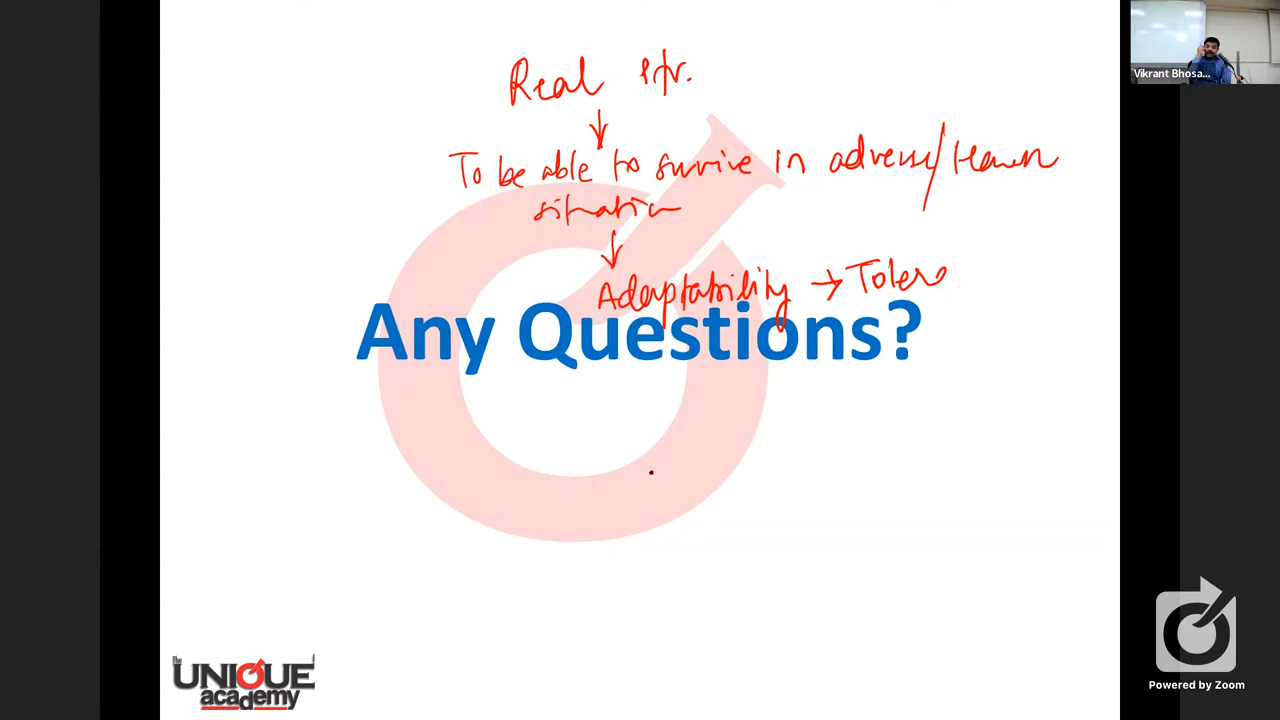 Real
To be able to survive in adverse/
situation
Adaptability → Toler
Any Questions?
Vikrant Bhosa...
The
UNIQUE
academy
Powered by Zoom